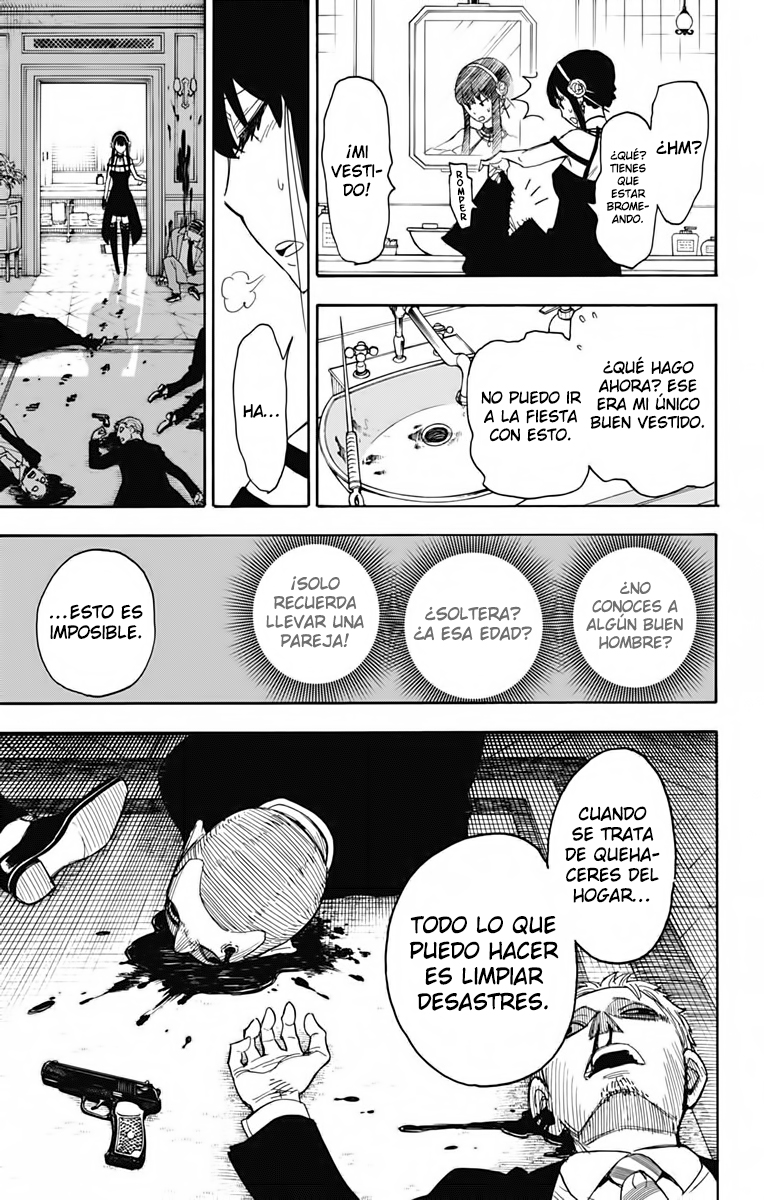 ¿HM?
¿QUÉ?
TIENES
QUE
ESTAR
BROME-
ANDO.
ROMPER
¡MI
VESTI-
DO!
¿QUÉ HAGO
AHORA? ESE
ERA MI ÚNICO
BUEN VESTIDO.
NO PUEDO IR
A LA FIESTA
CON ESTO.
HA...
¿NO
CONOCES A
ALGÚN BUEN
HOMBRE?
¿SOLTERA?
¿A ESA EDAD?
¡SOLO
RECUERDA
LLEVAR UNA
PAREJA!
...ESTO ES
IMPOSIBLE.
CUANDO
SE TRATA
DE QUEHA-
CERES DEL
HOGAR...
TODO LO QUE
PUEDO HACER
ES LIMPIAR
DESASTRES.